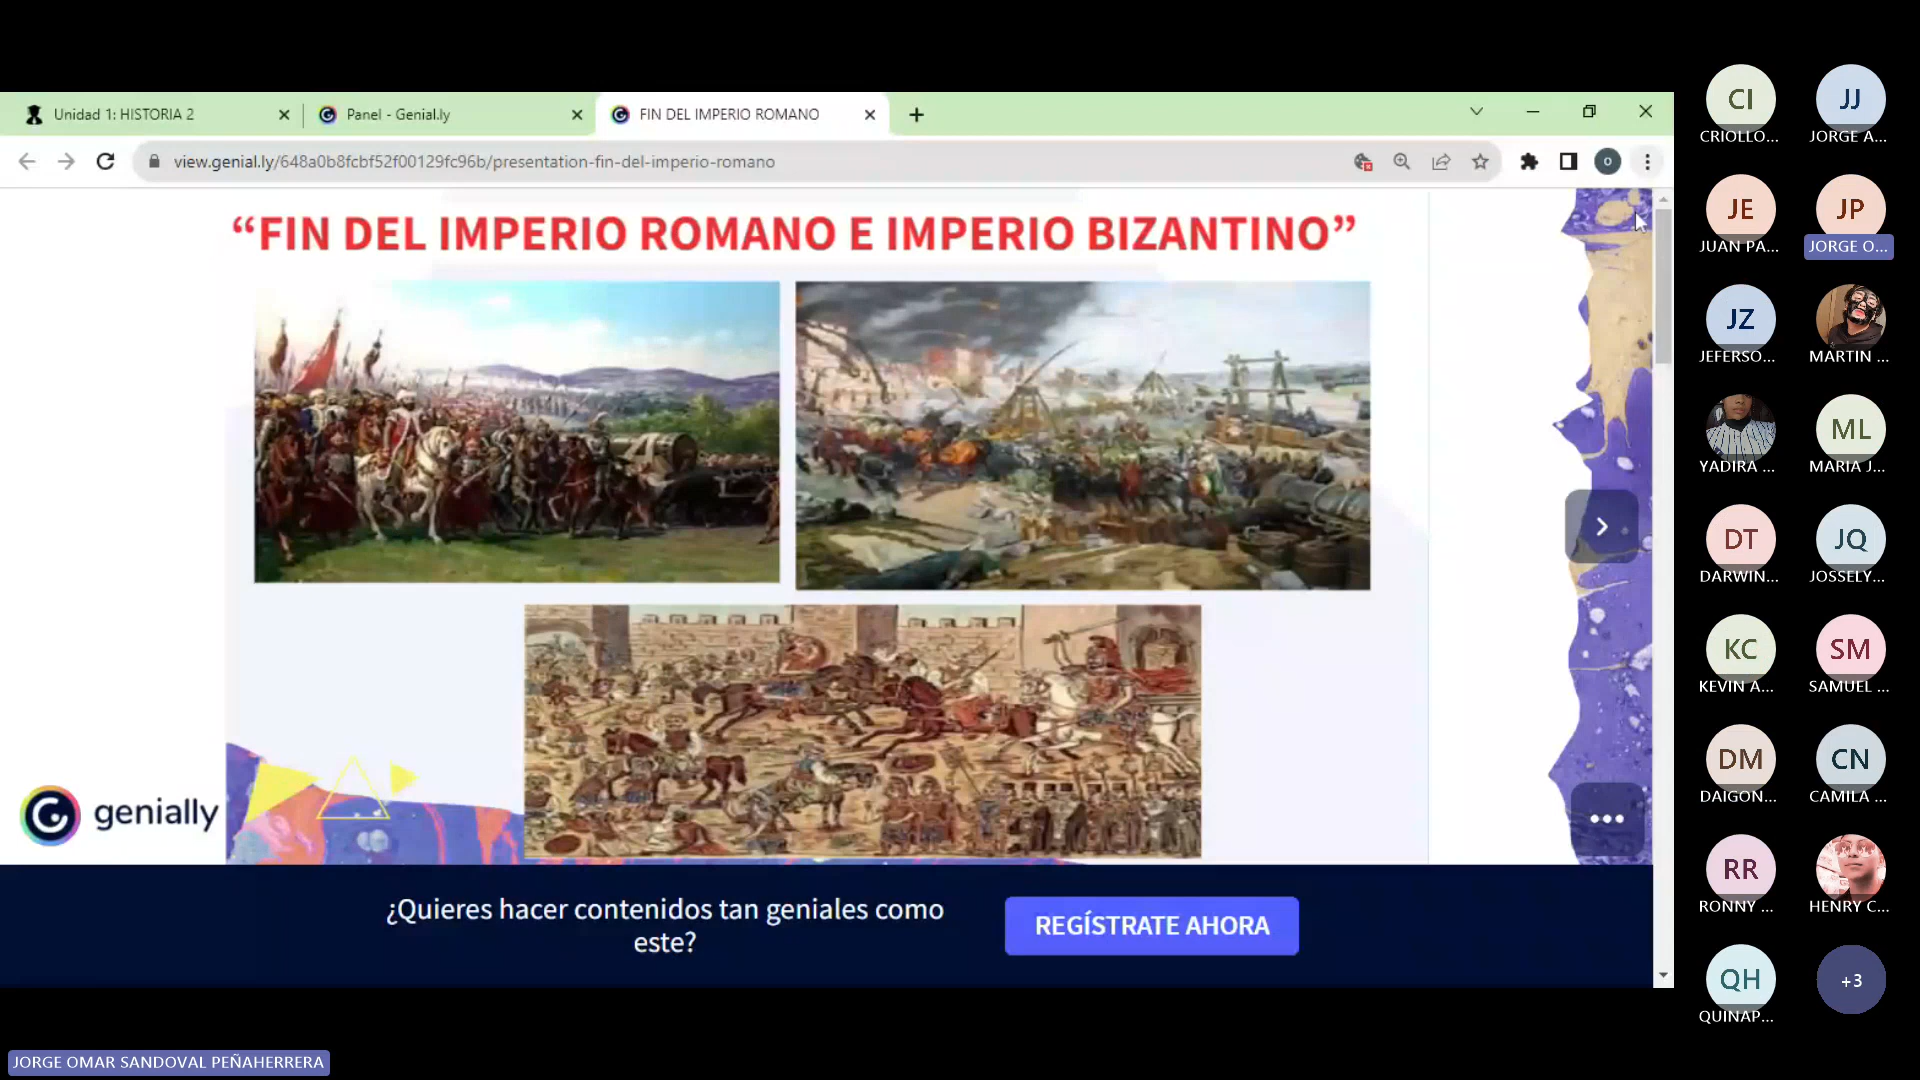 Unidad 1: HISTORIA 2
Panel - Genial.ly
FIN DEL IMPERIO ROMANO
view.genial.ly/648a0b8fcbf52f00129fc96b/presentation-fin-del-imperio-romano
O
“FIN DEL IMPERIO ROMANO E IMPERIO BIZANTINO”
genially
¿Quieres hacer contenidos tan geniales como
este?
REGÍSTRATE AHORA
CI
JJ
CRIOLLO...
JORGE A...
JE
JP
JUAN PA...
JORGE O...
JZ
JEFERSO...
MARTIN ...
ML
YADIRA ...
MARIA J...
DT
JQ
DARWIN...
JOSSELY...
KC
SM
KEVIN A...
SAMUEL ...
DM
CN
DAIGON...
CAMILA ...
RR
RONNY ...
HENRY C...
QH
+3
QUINAP...
JORGE OMAR SANDOVAL PEÑAHERRERA